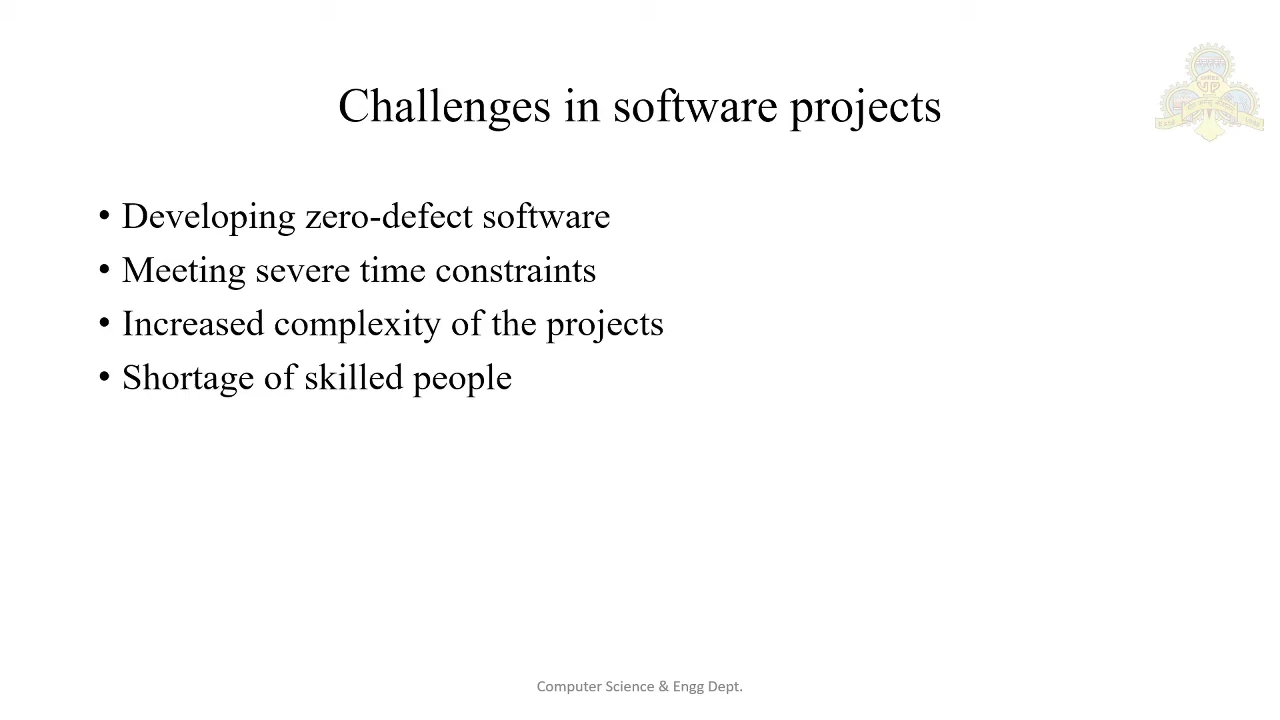 Challenges in software projects
• Developing zero-defect software
• Meeting severe time constraints
• Increased complexity of the projects
• Shortage of skilled people
Computer Science & Engg Dept.